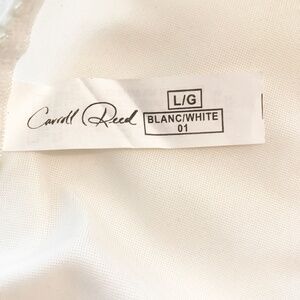 Carroll Reed
L/G
BLANC/WHITE
01